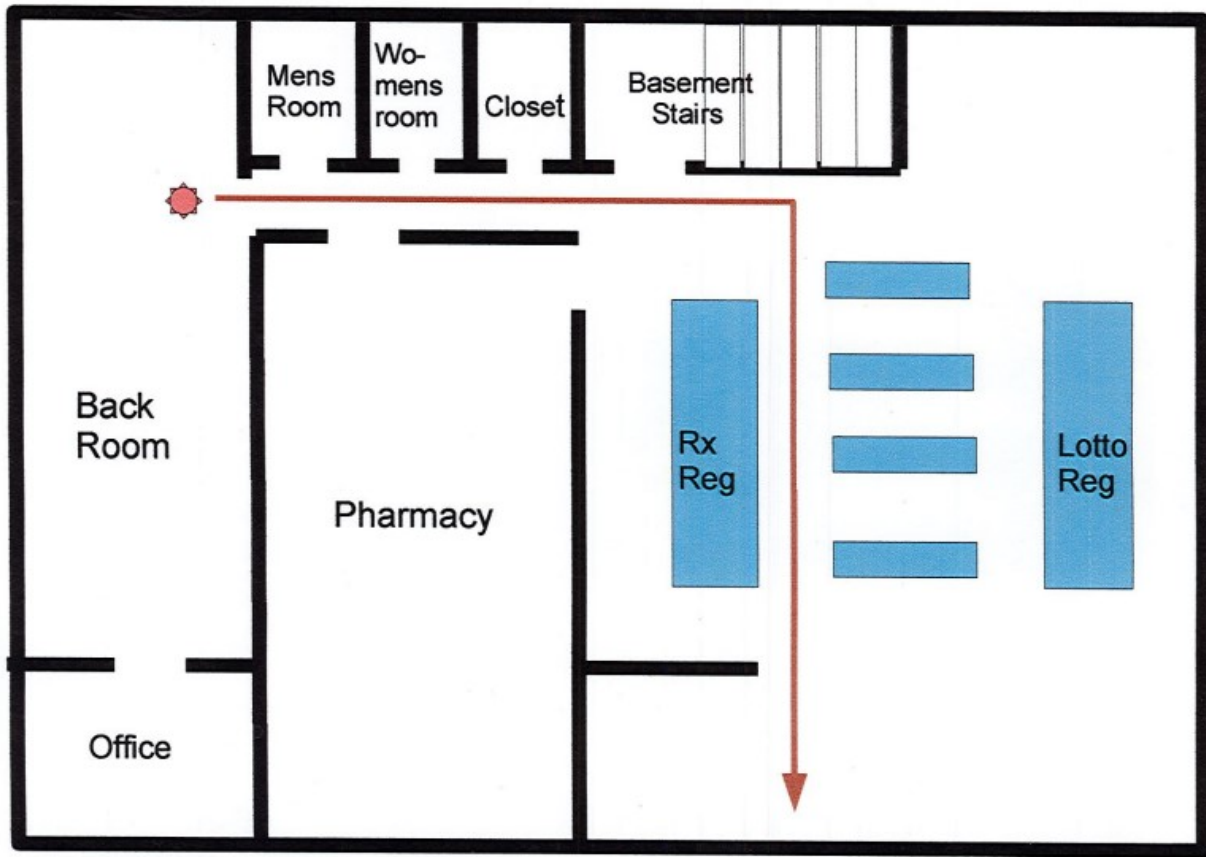 Mens
Room
Wo-
mens
room
Closet
Basement
Stairs
Back
Room
Pharmacy
Rx
Reg
Lotto
Reg
Office